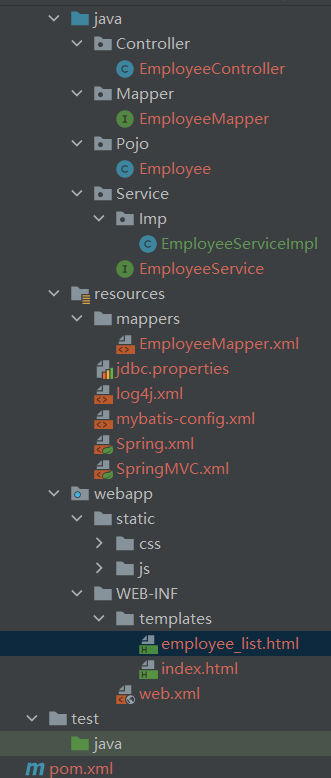 java
Controller
EmployeeController
Mapper
EmployeeMapper
Pojo
Employee
Service
Imp
EmployeeServiceImpl
EmployeeService
resources
mappers
EmployeeMapper.xml
jdbc.properties
log4j.xml
mybatis-config.xml
Spring.xml
SpringMVC.xml
webapp
static
css
js
WEB-INF
templates
employee_list.html
index.html
web.xml
test
java
pom.xml